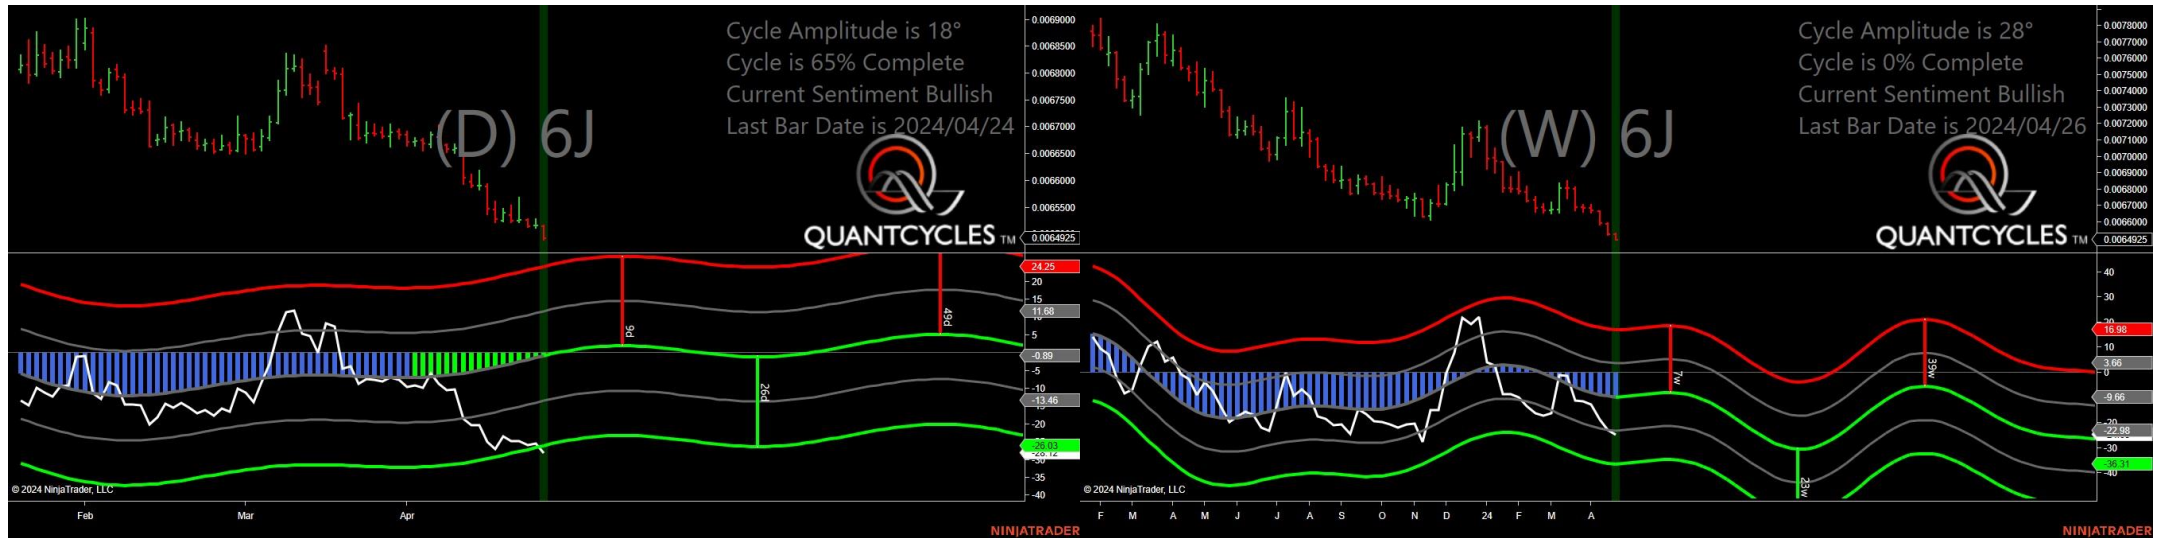 Cycle Amplitude is 18°
Cycle is 65% Complete
Current Sentiment Bullish
Last Bar Date is 2024/04/24
(D) 6J
QUANTCYCLES TM
0.0069000
0.0068500
0.0068000
0.0067500
0.0067000
0.0066500
0.0066000
0.0065500
0.0064925
24.25
20
15
11.68
5
-0.89
-5
-10
-13.46
-20
-26.03
-28.12
-35
-40
9d
26d
49d
© 2024 NinjaTrader, LLC
Feb
Mar
Apr
NINJATRADER
Cycle Amplitude is 28°
Cycle is 0% Complete
Current Sentiment Bullish
Last Bar Date is 2024/04/26
(W) 6J
QUANTCYCLES TM
0.0078000
0.0077000
0.0076000
0.0075000
0.0074000
0.0073000
0.0072000
0.0071000
0.0070000
0.0069000
0.0068000
0.0067000
0.0066000
0.0064925
40
30
16.98
10
3.66
0
-9.66
-22.98
-30
-36.31
-40
7w
23w
39w
© 2024 NinjaTrader, LLC
F M A M J J A S O N D 24 F M A
NINJATRADER